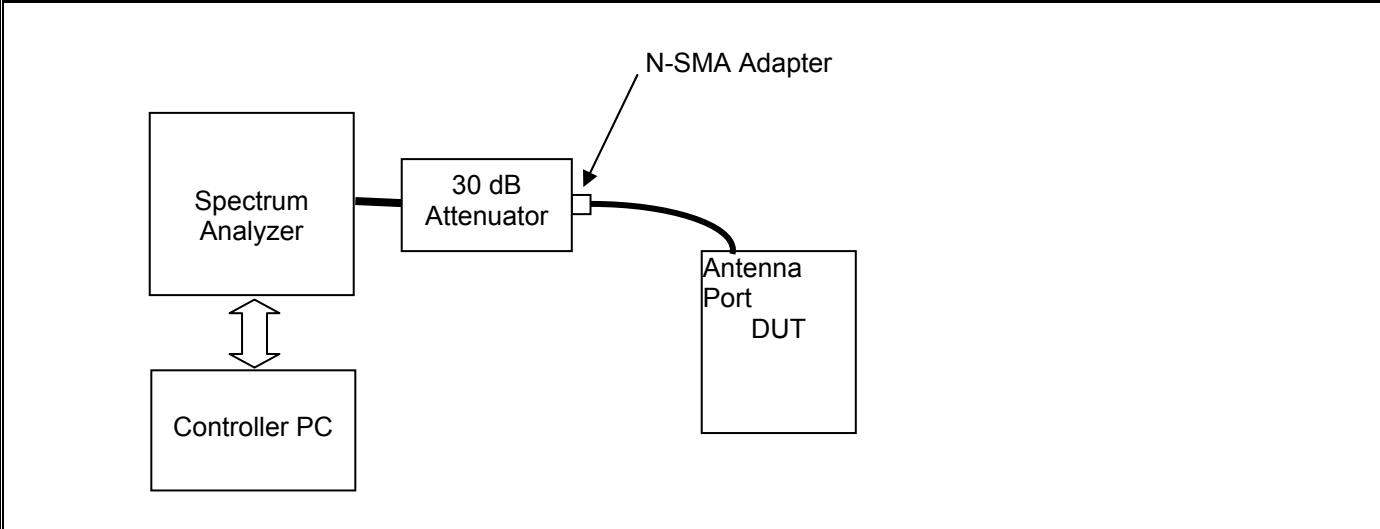 N-SMA Adapter
Spectrum
Analyzer
30 dB
Attenuator
Antenna
Port
DUT
Controller PC